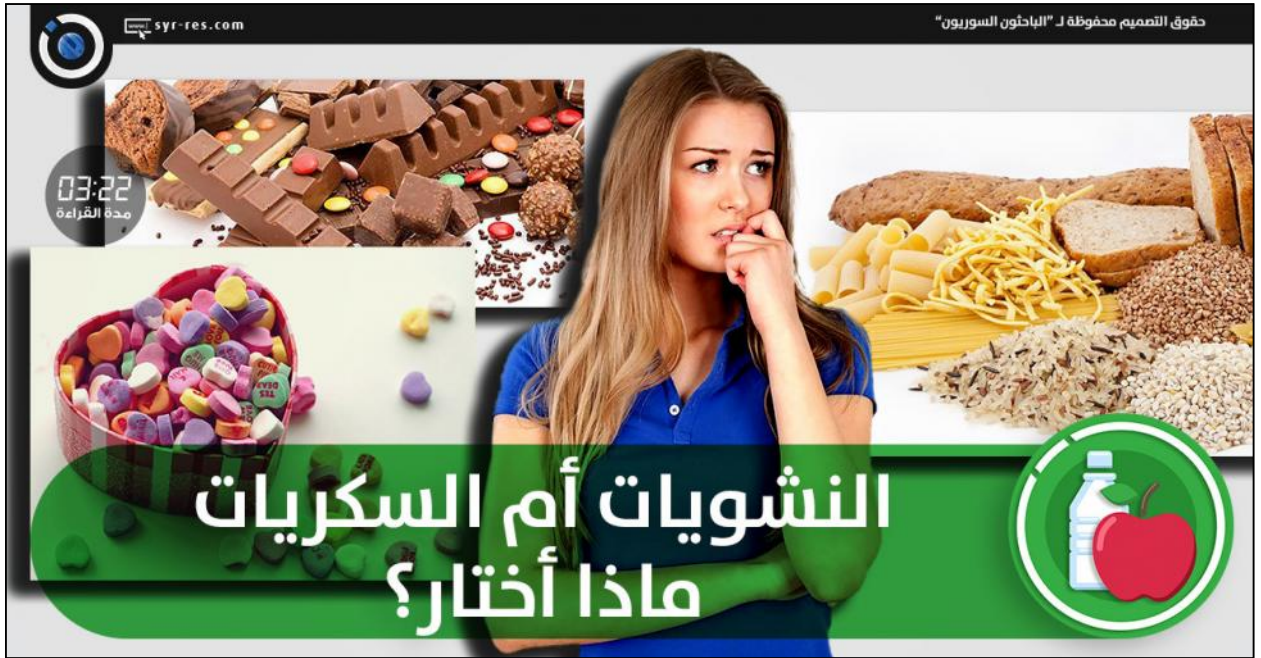 syr-res.com
حقوق التصميم محفوظة لـ "الباحثون السوريون"
03:22
مدة القراءة
النشويات أم السكريات
ماذا أختار؟